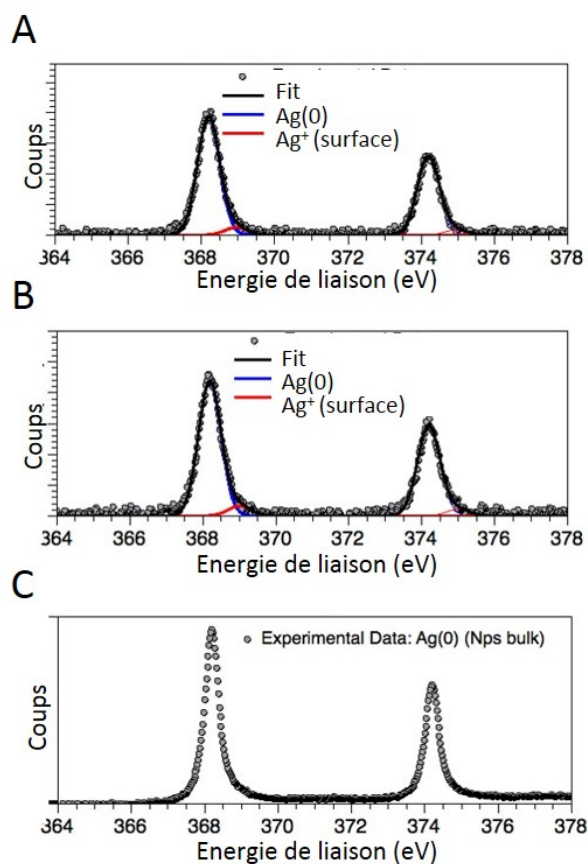 A
Fit
Ag(0)
Ag⁺ (surface)
Coups
364 366 368 370 372 374 376 378
Energie de liaison (eV)
B
Fit
Ag(0)
Ag⁺ (surface)
Coups
364 366 368 370 372 374 376 378
Energie de liaison (eV)
C
Experimental Data: Ag(0) (Nps bulk)
Coups
364 366 368 370 372 374 376 378
Energie de liaison (eV)